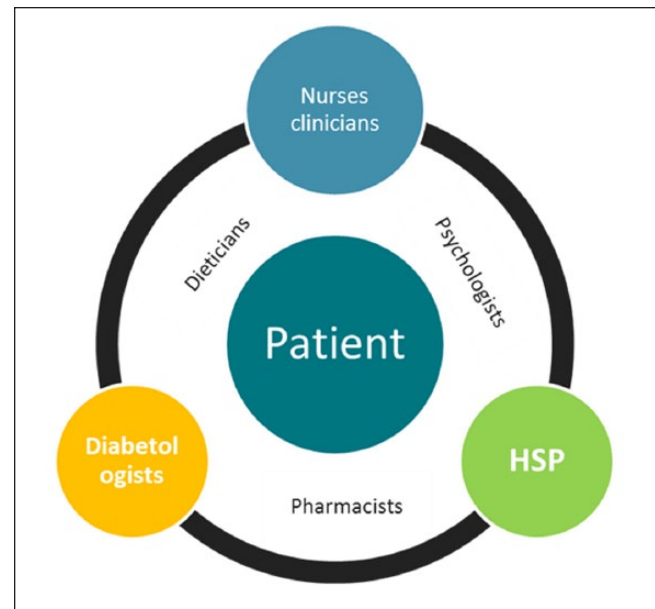 Nurses
clinicians
Dieticians
Psychologists
Patient
Diabetol
ogists
HSP
Pharmacists